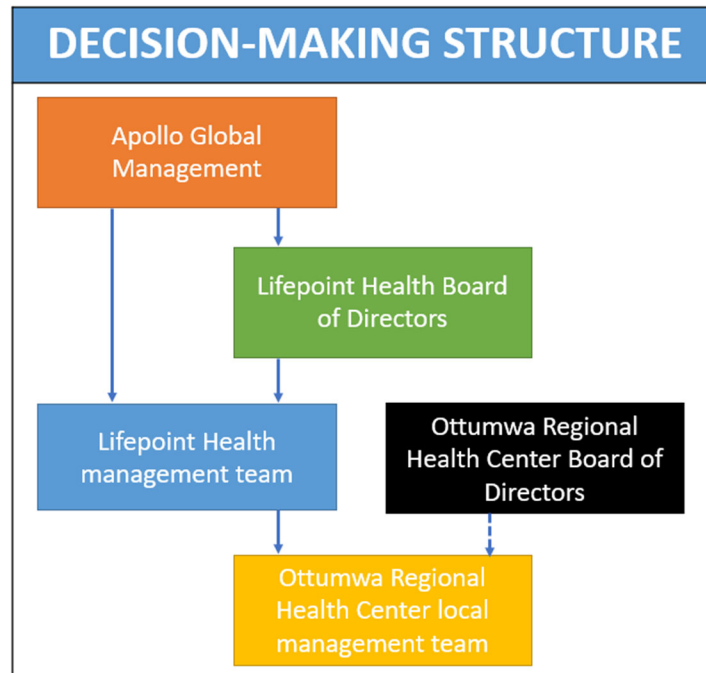 DECISION-MAKING STRUCTURE
Apollo Global
Management
Lifepoint Health Board
of Directors
Lifepoint Health
management team
Ottumwa Regional
Health Center Board of
Directors
Ottumwa Regional
Health Center local
management team